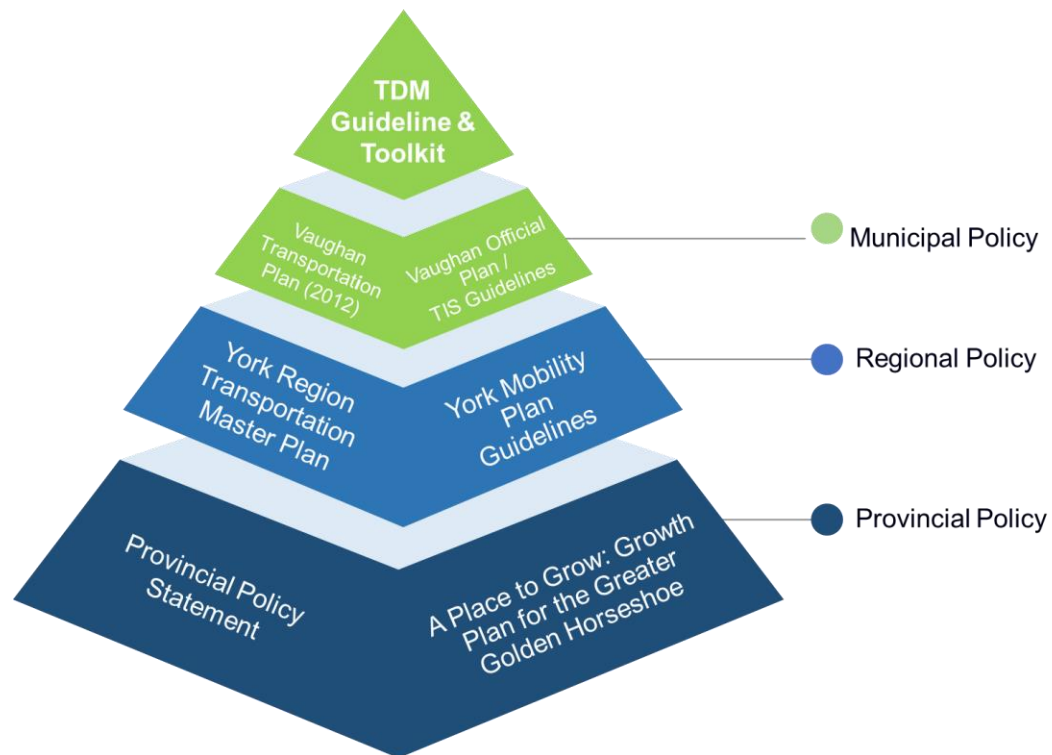 TDM
Guideline &
Toolkit
Vaughan
Transportation
Plan (2012)
Vaughan Official
Plan /
TIS Guidelines
Municipal Policy
York Region
Transportation
Master Plan
York Mobility
Plan
Guidelines
Regional Policy
Provincial Policy
Statement
A Place to Grow: Growth
Plan for the Greater
Golden Horseshoe
Provincial Policy